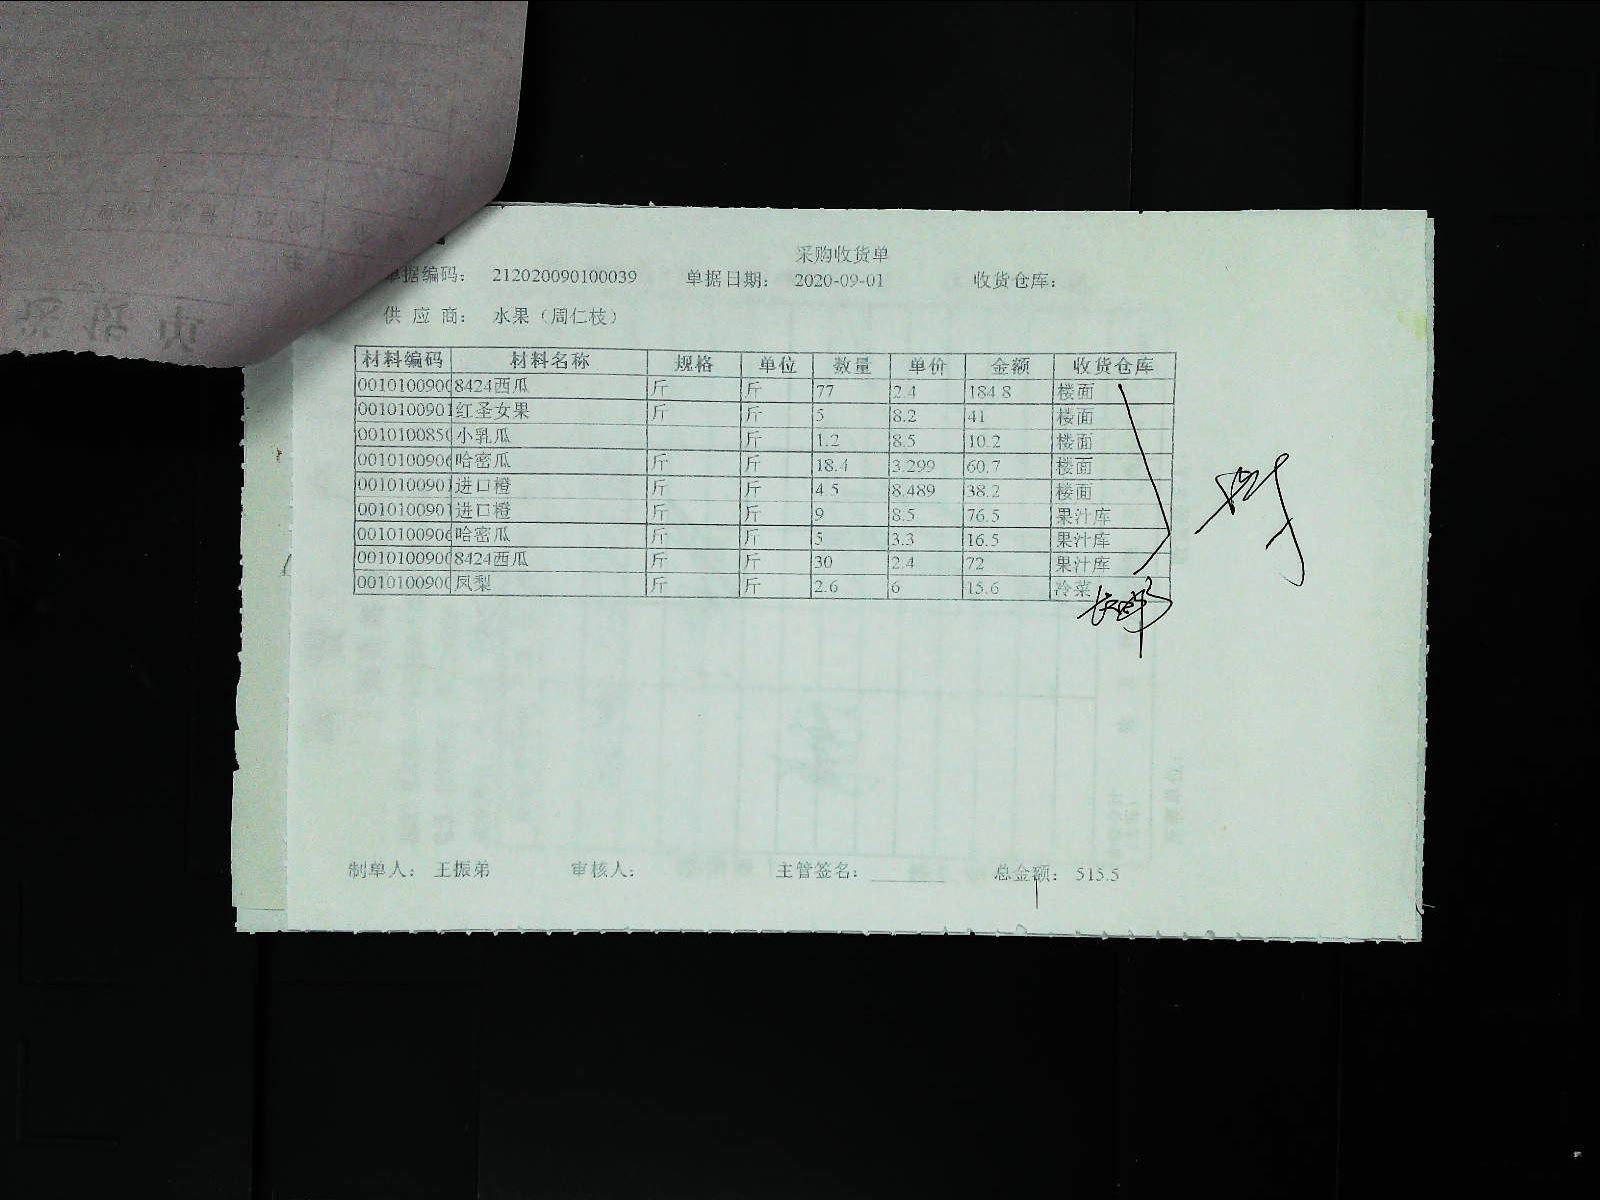 采购收货单
单据编码： 212020090100039 单据日期： 2020-09-01 收货仓库：
供 应 商： 水果（周仁枝）
材料编码 材料名称 规格 单位 数量 单价 金额 收货仓库
0010100900 8424西瓜 斤 斤 77 2.4 184.8 楼面
0010100901 红圣女果 斤 斤 5 8.2 41 楼面
0010100850 小乳瓜 斤 1.2 8.5 10.2 楼面
0010100906 哈密瓜 斤 斤 18.4 3.299 60.7 楼面
0010100901 进口橙 斤 斤 4.5 8.489 38.2 楼面
0010100901 进口橙 斤 斤 9 8.5 76.5 果汁库
0010100906 哈密瓜 斤 斤 5 3.3 16.5 果汁库
0010100900 8424西瓜 斤 斤 30 2.4 72 果汁库
0010100900 凤梨 斤 斤 2.6 6 15.6 冷菜
制单人： 王振弟 审核人： 主管签名： 总金额： 515.5